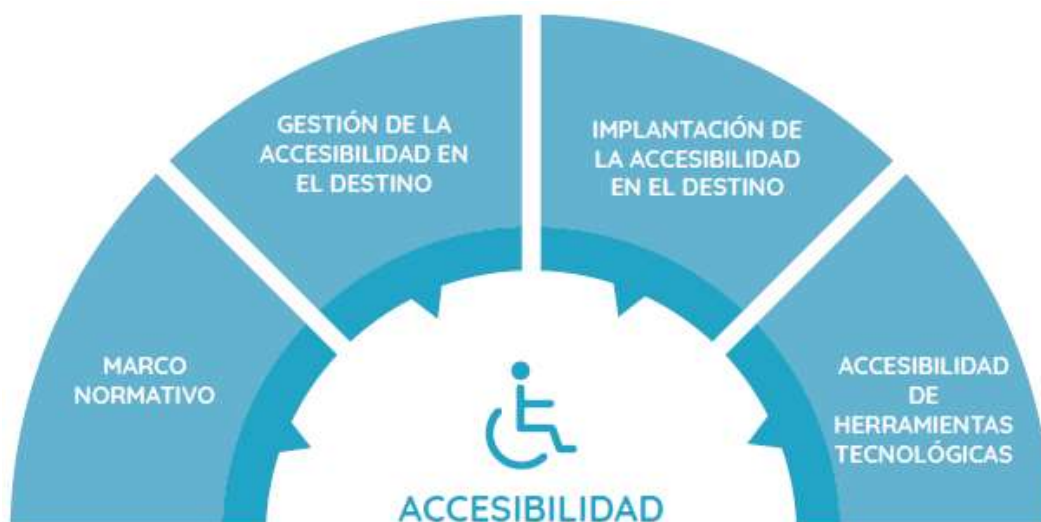 GESTIÓN DE LA
ACCESIBILIDAD EN
EL DESTINO
IMPLANTACIÓN DE
LA ACCESIBILIDAD
EN EL DESTINO
MARCO
NORMATIVO
ACCESIBILIDAD
DE
HERRAMIENTAS
TECNOLÓGICAS
ACCESIBILIDAD